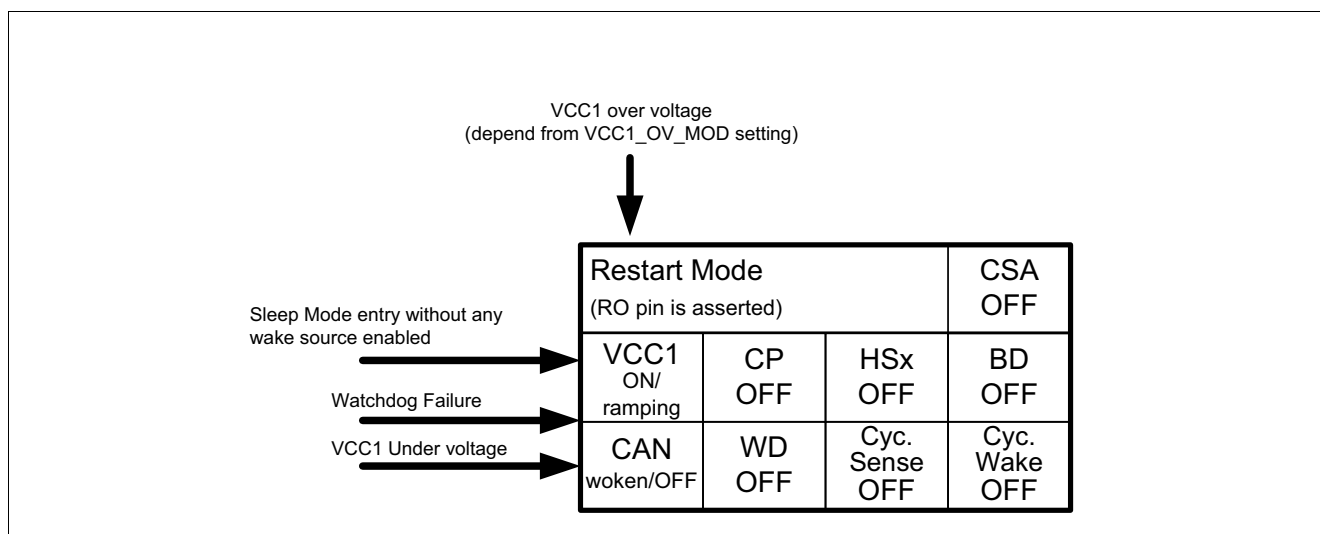 VCC1 over voltage
(depend from VCC1_OV_MOD setting)
Restart Mode
(RO pin is asserted)
CSA
OFF
Sleep Mode entry without any
wake source enabled
Watchdog Failure
VCC1 Under voltage
VCC1
ON/
ramping
CP
OFF
HSx
OFF
BD
OFF
CAN
woken/OFF
WD
OFF
Cyc.
Sense
OFF
Cyc.
Wake
OFF